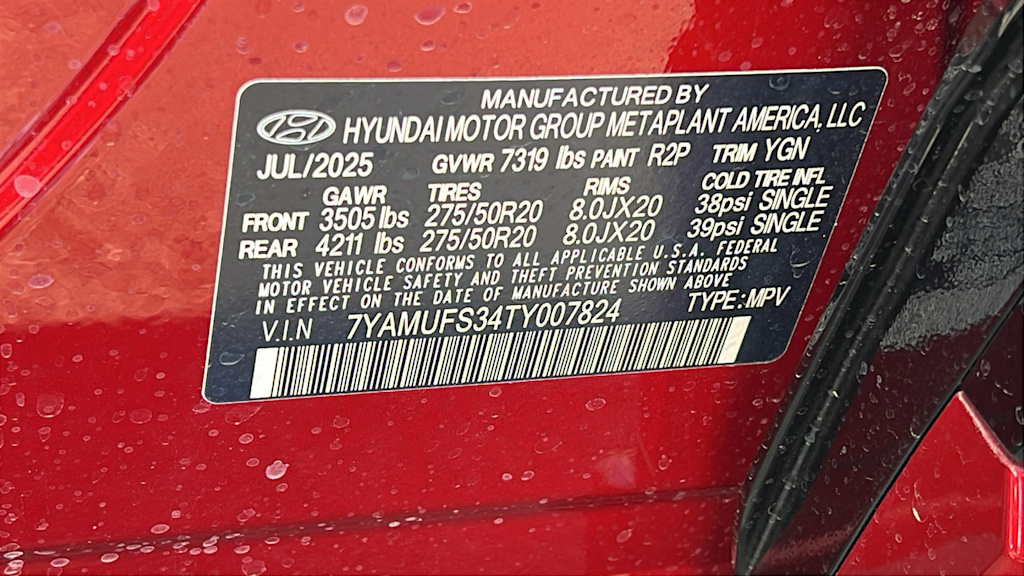 MANUFACTURED BY
HYUNDAI MOTOR GROUP METAPLANT AMERICA, LLC
JUL/2025 GVWR 7319 lbs PAINT R2P TRIM YGN
GAWR TIRES RIMS COLD TIRE INFL
FRONT 3505 lbs 275/50R20 8.0JX20 38psi SINGLE
REAR 4211 lbs 275/50R20 8.0JX20 39psi SINGLE
THIS VEHICLE CONFORMS TO ALL APPLICABLE U.S.A. FEDERAL
MOTOR VEHICLE SAFETY AND THEFT PREVENTION STANDARDS
IN EFFECT ON THE DATE OF MANUFACTURE SHOWN ABOVE
V.I.N 7YAMUFS34TY007824 TYPE:MPV